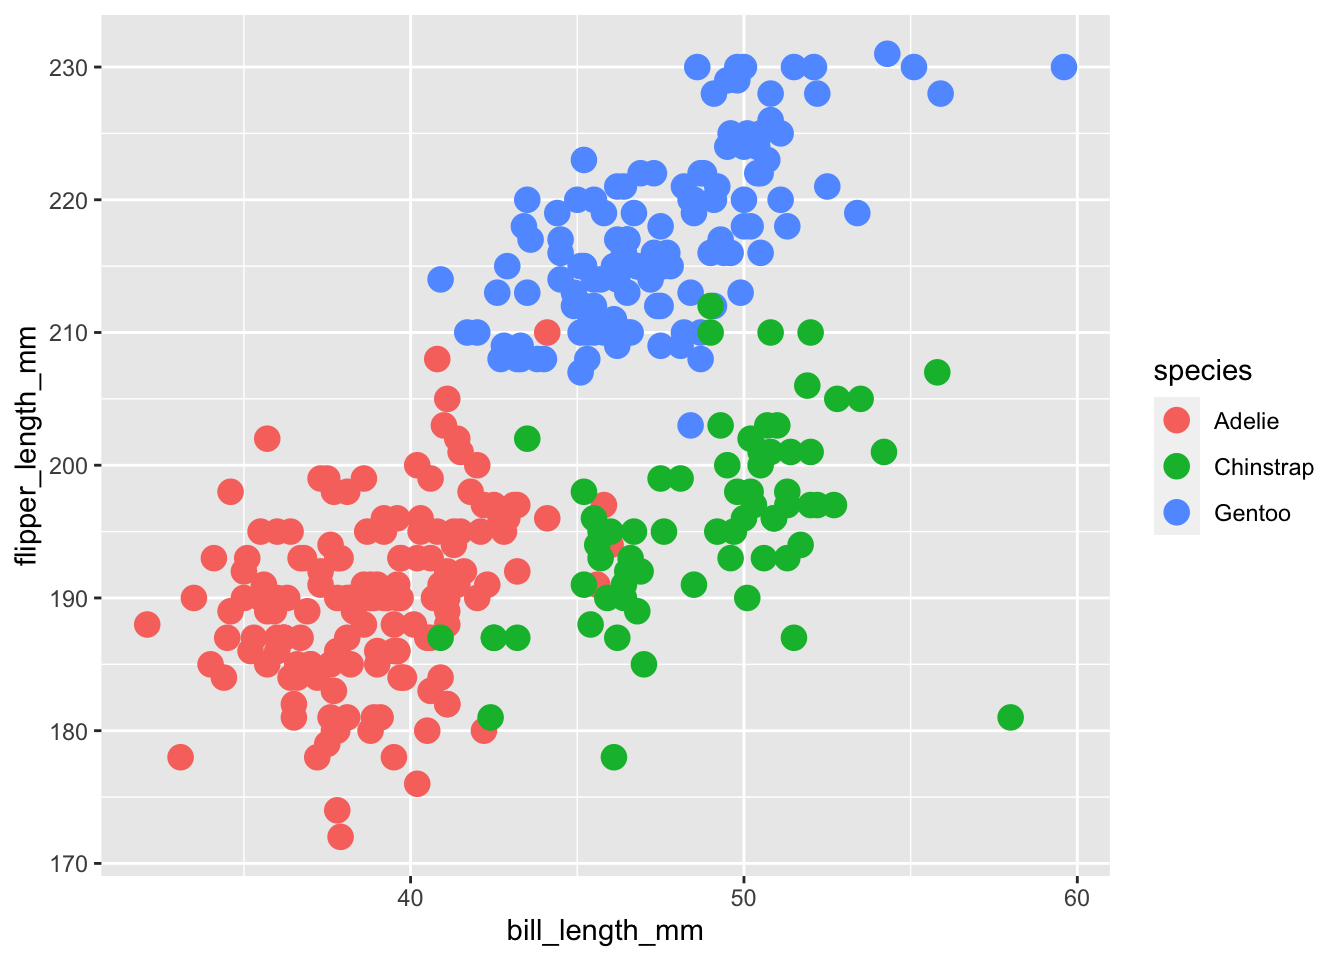 230
220
210
200
190
180
170
flipper_length_mm
40 50 60
bill_length_mm
species
Adelie
Chinstrap
Gentoo